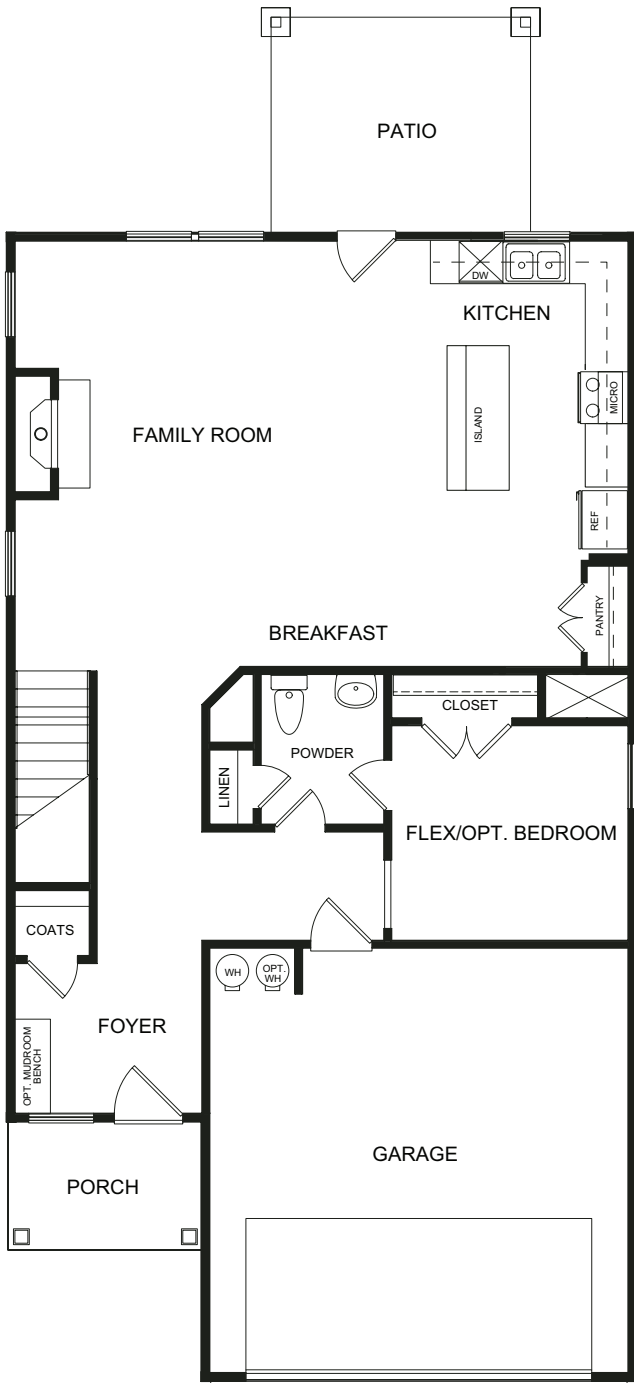 PATIO
DW
KITCHEN
MICRO
ISLAND
FAMILY ROOM
REF
PANTRY
BREAKFAST
CLOSET
POWDER
LINEN
FLEX/OPT. BEDROOM
COATS
WH
OPT.
WH
FOYER
OPT. MUDROOM
BENCH
GARAGE
PORCH